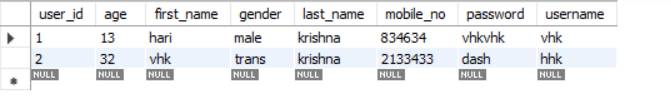 user_id age first_name gender last_name mobile_no password username
1 13 hari male krishna 834634 vhkvhk vhk
2 32 vhk trans krishna 2133433 dash hhk
NULL NULL NULL NULL NULL NULL NULL NULL